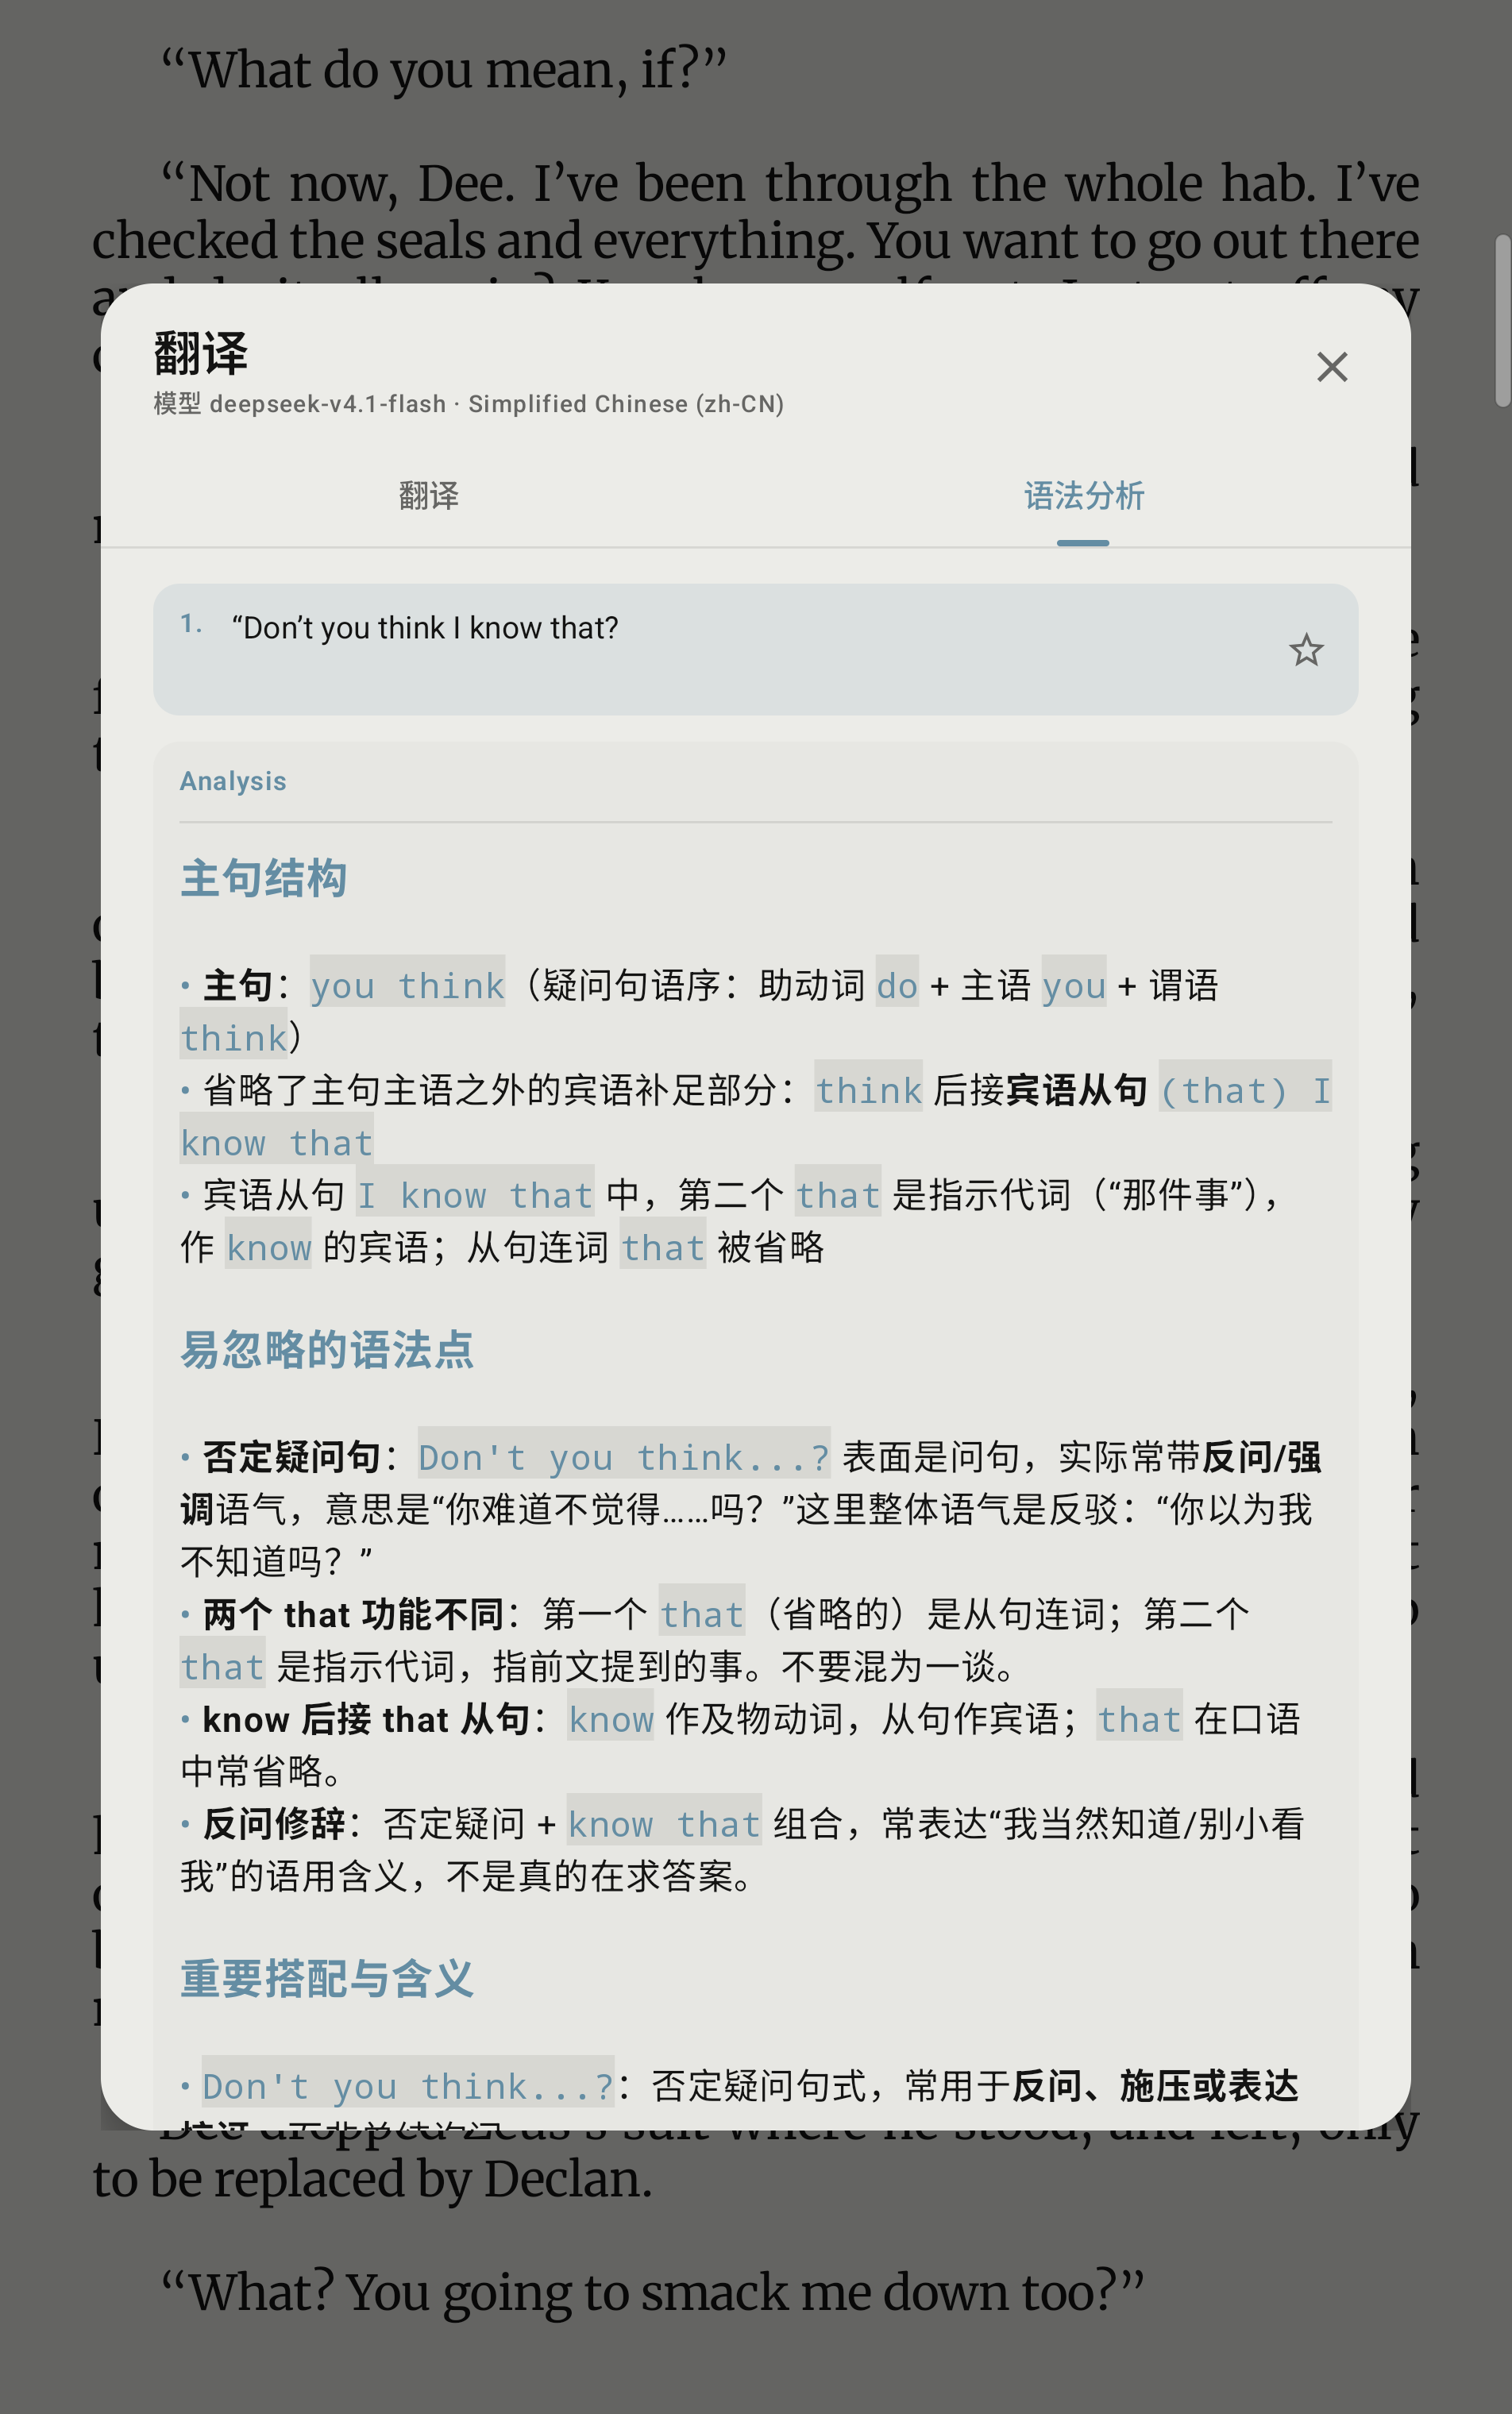 “What do you mean, if?”
“Not now, Dee. I’ve been through the whole hab. I’ve
checked the seals and everything. You want to go out there
翻译
模型 deepseek-v4.1-flash · Simplified Chinese (zh-CN)
翻译
语法分析
1. “Don’t you think I know that?
Analysis
主句结构
• 主句：you think（疑问句语序：助动词 do + 主语 you + 谓语
think）
• 省略了主句主语之外的宾语补足部分：think 后接宾语从句 (that) I
know that
• 宾语从句 I know that 中，第二个 that 是指示代词（“那件事”），
作 know 的宾语；从句连词 that 被省略
易忽略的语法点
• 否定疑问句：Don't you think...? 表面是问句，实际常带反问/强
调语气，意思是“你难道不觉得……吗？”这里整体语气是反驳：“你以为我
不知道吗？”
• 两个 that 功能不同：第一个 that（省略的）是从句连词；第二个
that 是指示代词，指前文提到的事。不要混为一谈。
• know 后接 that 从句：know 作及物动词，从句作宾语；that 在口语
中常省略。
• 反问修辞：否定疑问 + know that 组合，常表达“我当然知道/别小看
我”的语用含义，不是真的在求答案。
重要搭配与含义
• Don't you think...?：否定疑问句式，常用于反问、施压或表达
Dee dropped Zeus’s suit where he stood, and left, only
to be replaced by Declan.
“What? You going to smack me down too?”